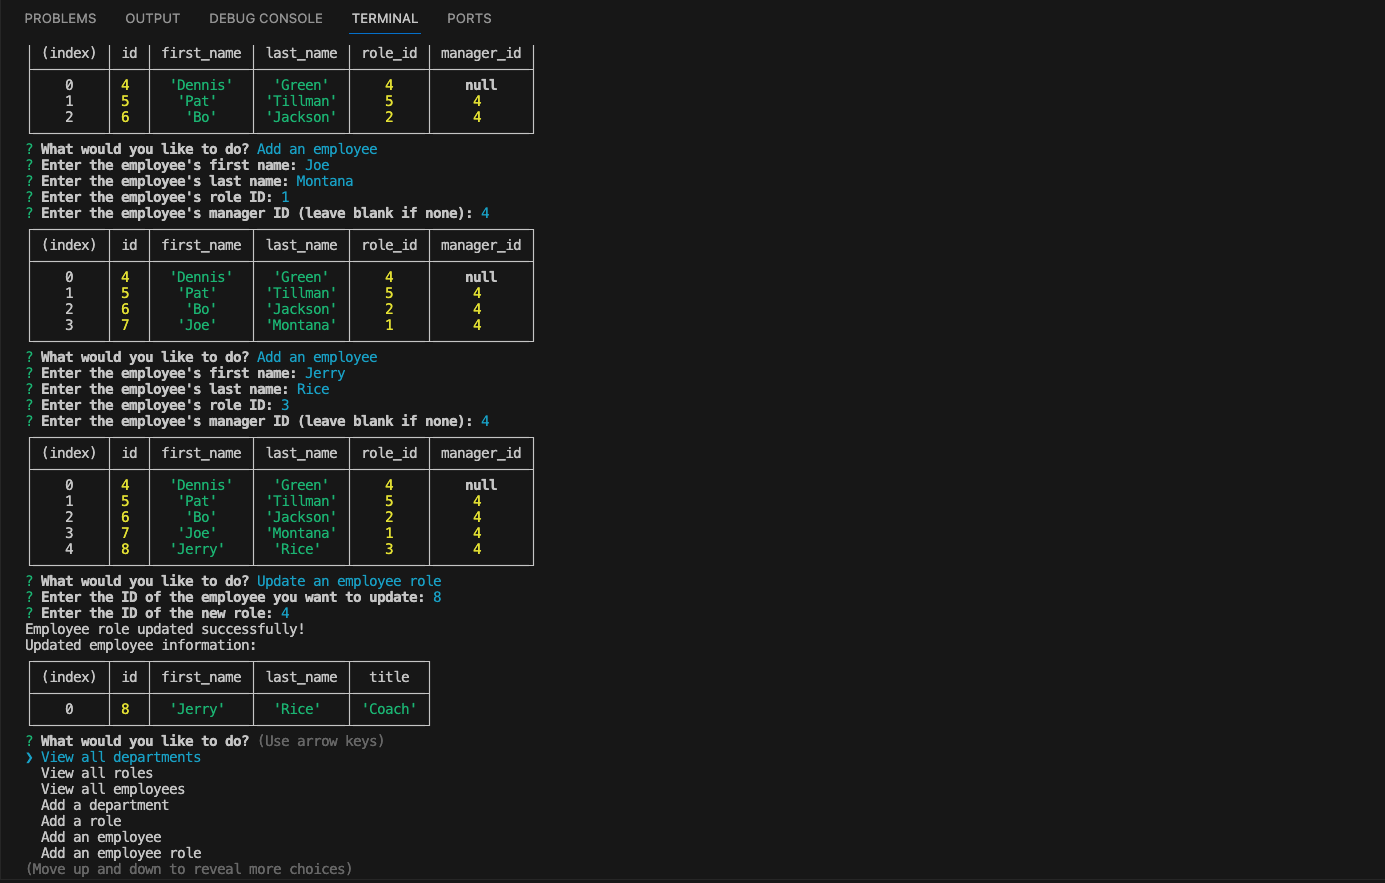 PROBLEMS OUTPUT DEBUG CONSOLE TERMINAL PORTS
(index) id first_name last_name role_id manager_id
0 4 'Dennis' 'Green' 4 null
1 5 'Pat' 'Tillman' 5 4
2 6 'Bo' 'Jackson' 2 4
? What would you like to do? Add an employee
? Enter the employee's first name: Joe
? Enter the employee's last name: Montana
? Enter the employee's role ID: 1
? Enter the employee's manager ID (leave blank if none): 4
(index) id first_name last_name role_id manager_id
0 4 'Dennis' 'Green' 4 null
1 5 'Pat' 'Tillman' 5 4
2 6 'Bo' 'Jackson' 2 4
3 7 'Joe' 'Montana' 1 4
? What would you like to do? Add an employee
? Enter the employee's first name: Jerry
? Enter the employee's last name: Rice
? Enter the employee's role ID: 3
? Enter the employee's manager ID (leave blank if none): 4
(index) id first_name last_name role_id manager_id
0 4 'Dennis' 'Green' 4 null
1 5 'Pat' 'Tillman' 5 4
2 6 'Bo' 'Jackson' 2 4
3 7 'Joe' 'Montana' 1 4
4 8 'Jerry' 'Rice' 3 4
? What would you like to do? Update an employee role
? Enter the ID of the employee you want to update: 8
? Enter the ID of the new role: 4
Employee role updated successfully!
Updated employee information:
(index) id first_name last_name title
0 8 'Jerry' 'Rice' 'Coach'
? What would you like to do? (Use arrow keys)
❯ View all departments
View all roles
View all employees
Add a department
Add a role
Add an employee
Add an employee role
(Move up and down to reveal more choices)